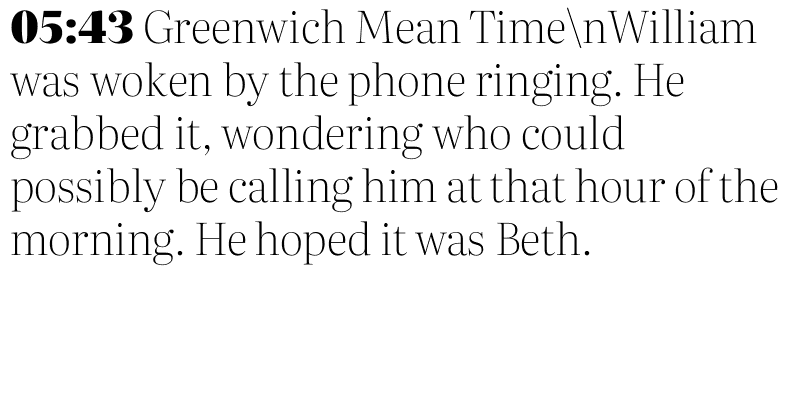 05:43 Greenwich Mean Time\nWilliam
was woken by the phone ringing. He
grabbed it, wondering who could
possibly be calling him at that hour of the
morning. He hoped it was Beth.